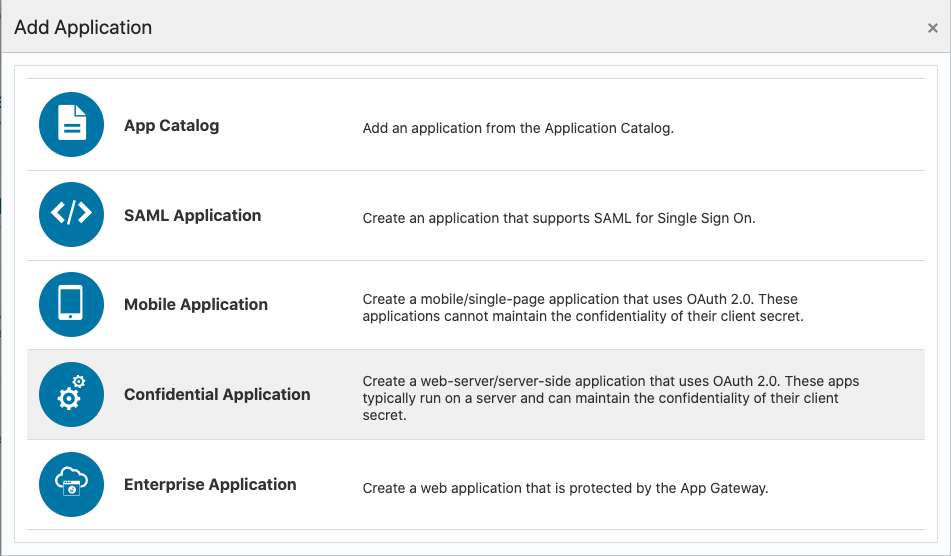 Add Application
×
App Catalog
Add an application from the Application Catalog.
</>
SAML Application
Create an application that supports SAML for Single Sign On.
Mobile Application
Create a mobile/single-page application that uses OAuth 2.0. These
applications cannot maintain the confidentiality of their client secret.
Confidential Application
Create a web-server/server-side application that uses OAuth 2.0. These apps
typically run on a server and can maintain the confidentiality of their client
secret.
Enterprise Application
Create a web application that is protected by the App Gateway.